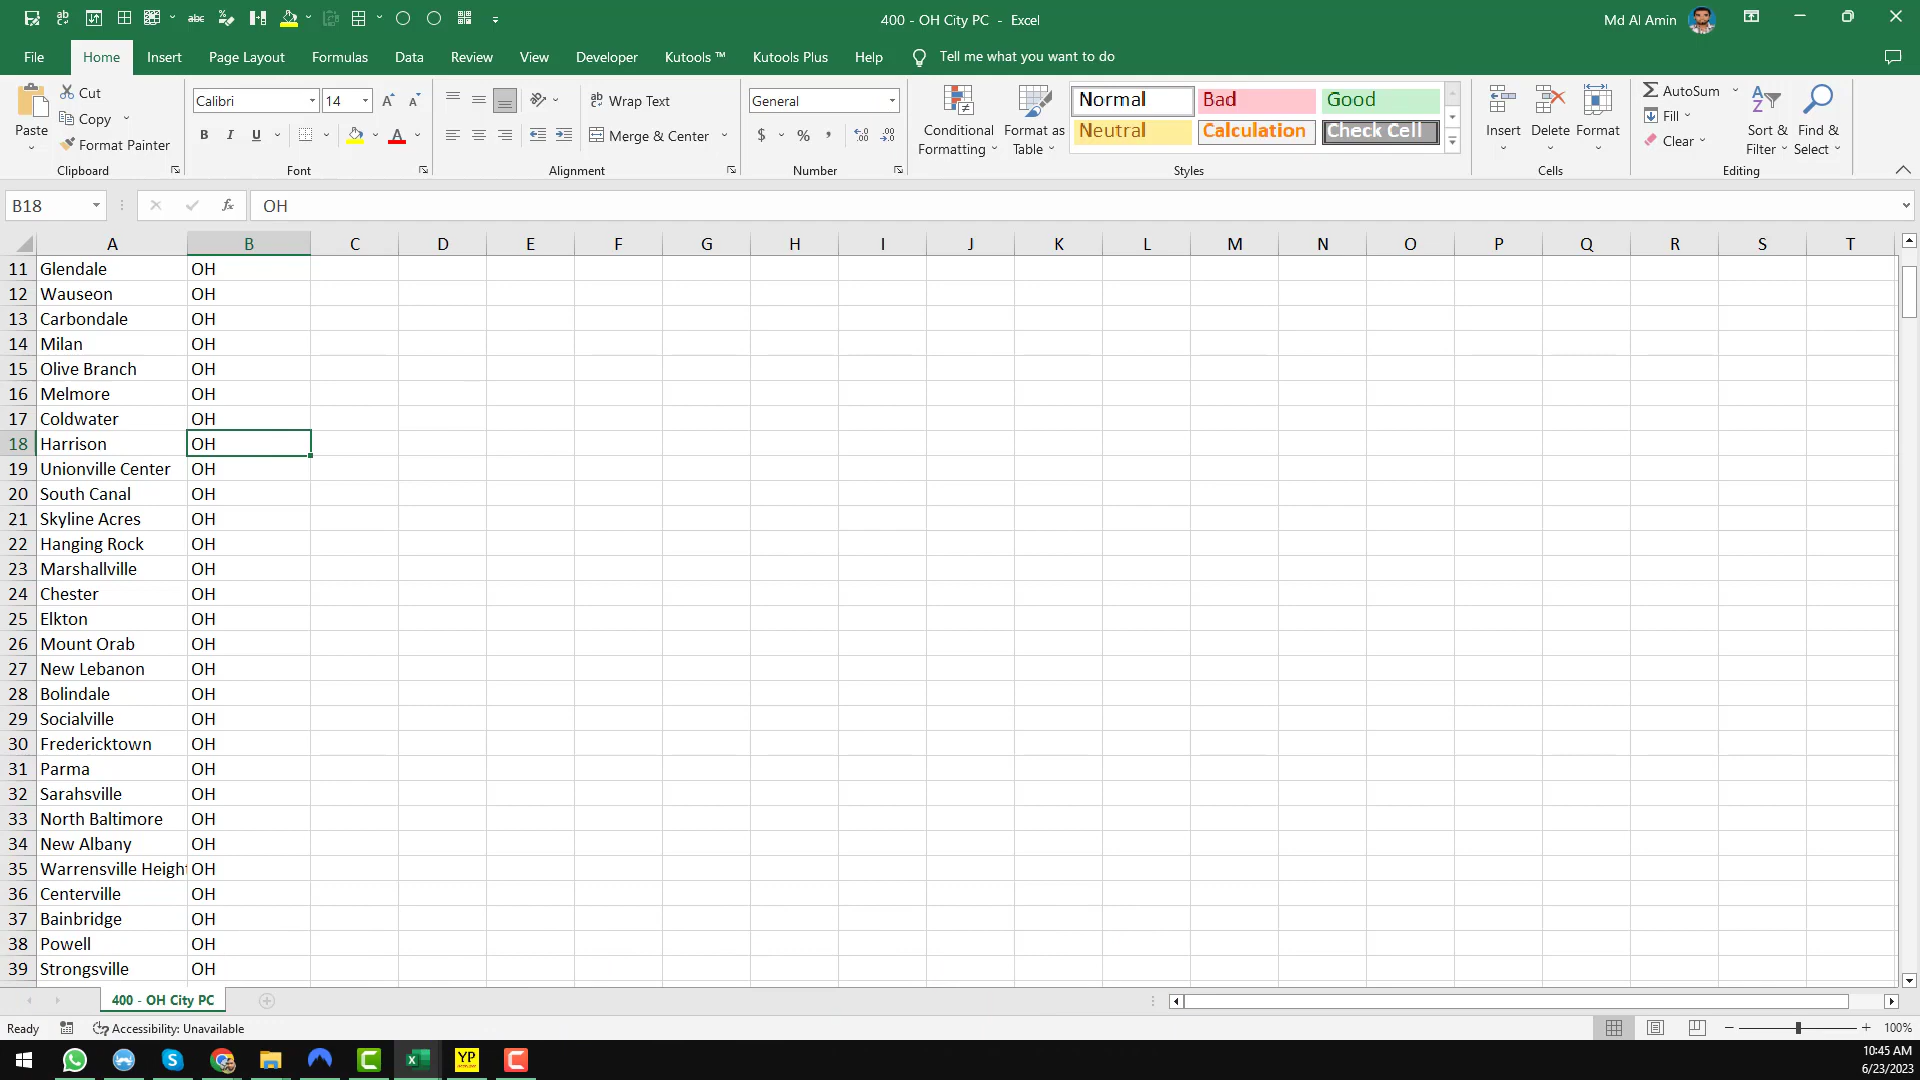 400 - OH City PC - Excel
Md Al Amin
File Home Insert Page Layout Formulas Data Review View Developer Kutools ™ Kutools Plus Help Tell me what you want to do
Paste
Cut
Copy
Format Painter
Clipboard
Calibri 14
B I U
Font
Wrap Text
Merge & Center
Alignment
General
$ % ,
Number
Conditional Formatting
Format as Table
Normal Bad Good
Neutral Calculation Check Cell
Styles
Insert Delete Format
Cells
AutoSum
Fill
Clear
Sort & Filter
Find & Select
Editing
B18 fx OH
A B C D E F G H I J K L M N O P Q R S T
11 Glendale OH
12 Wauseon OH
13 Carbondale OH
14 Milan OH
15 Olive Branch OH
16 Melmore OH
17 Coldwater OH
18 Harrison OH
19 Unionville Center OH
20 South Canal OH
21 Skyline Acres OH
22 Hanging Rock OH
23 Marshallville OH
24 Chester OH
25 Elkton OH
26 Mount Orab OH
27 New Lebanon OH
28 Bolindale OH
29 Socialville OH
30 Fredericktown OH
31 Parma OH
32 Sarahsville OH
33 North Baltimore OH
34 New Albany OH
35 Warrensville Height OH
36 Centerville OH
37 Bainbridge OH
38 Powell OH
39 Strongsville OH
400 - OH City PC
Ready Accessibility: Unavailable 100%
YP
10:45 AM
6/23/2023